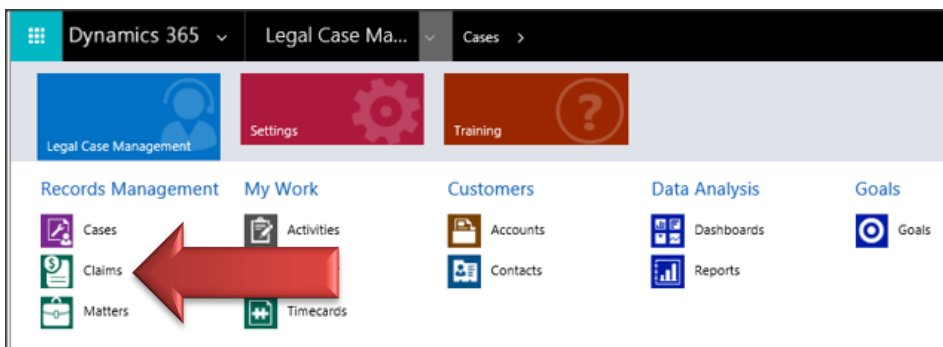 Dynamics 365
Legal Case Ma...
Cases >
Legal Case Management
Settings
?
Training
Records Management
My Work
Customers
Data Analysis
Goals
Cases
Activities
Accounts
Dashboards
Goals
Claims
Contacts
Reports
Matters
Timecards